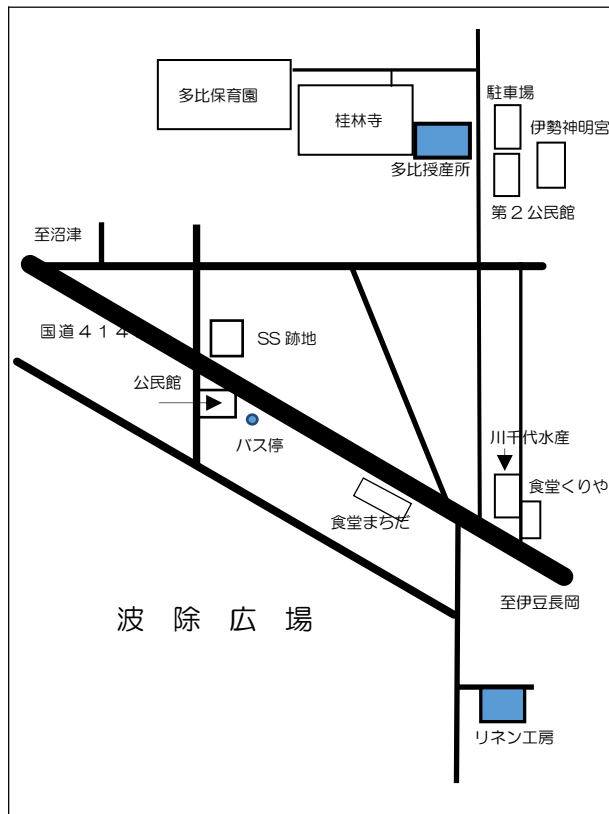 多比保育園
桂林寺
駐車場
伊勢神明宮
多比授産所
第２公民館
至沼津
国道４１４
SS 跡地
公民館
バス停
川千代水産
食堂くりや
食堂まちだ
至伊豆長岡
波除広場
リネン工房